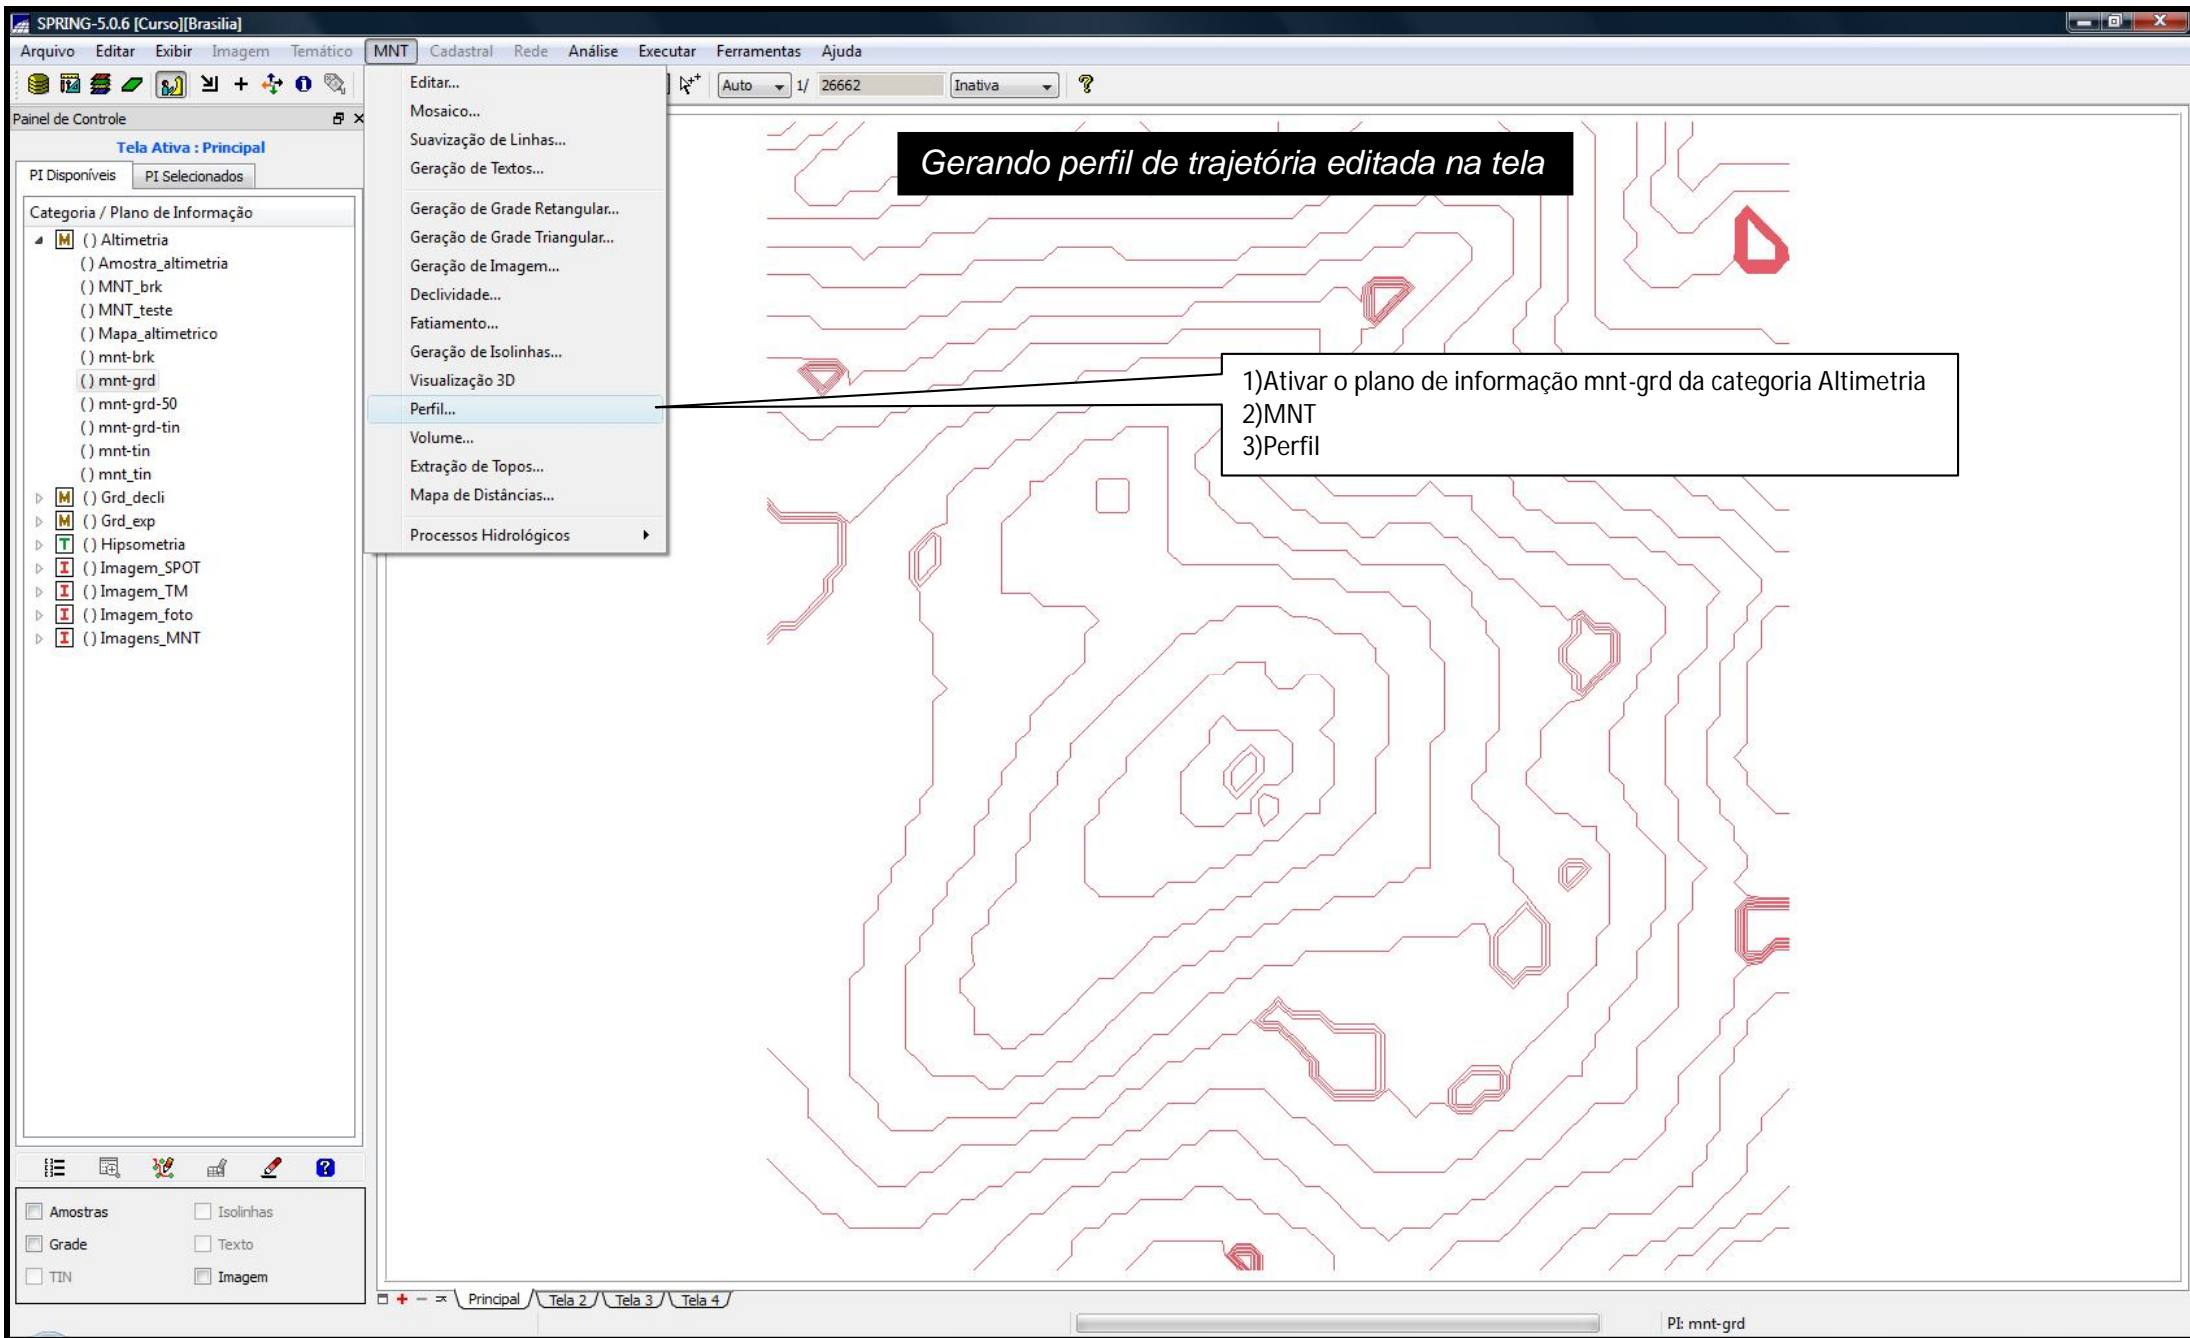 SPRING-5.0.6 [Curso][Brasilia]
Arquivo Editar Exibir Imagem Temático MNT Cadastral Rede Análise Executar Ferramentas Ajuda
Auto 1/ 26662 Inativa
Painel de Controle
Tela Ativa : Principal
PI Disponíveis PI Selecionados
Categoria / Plano de Informação
M () Altimetria
() Amostra_altimetria
() MNT_brk
() MNT_teste
() Mapa_altimetrico
() mnt-brk
() mnt-grd
() mnt-grd-50
() mnt-grd-tin
() mnt-tin
() mnt_tin
M () Grd_decli
M () Grd_exp
T () Hipsometria
I () Imagem_SPOT
I () Imagem_TM
I () Imagem_foto
I () Imagens_MNT
Editar...
Mosaico...
Suavização de Linhas...
Geração de Textos...
Geração de Grade Retangular...
Geração de Grade Triangular...
Geração de Imagem...
Declividade...
Fatiamento...
Geração de Isolinhas...
Visualização 3D
Perfil...
Volume...
Extração de Topos...
Mapa de Distâncias...
Processos Hidrológicos
Gerando perfil de trajetória editada na tela
1)Ativar o plano de informação mnt-grd da categoria Altimetria
2)MNT
3)Perfil
Amostras Isolinhas
Grade Texto
TIN Imagem
Principal Tela 2 Tela 3 Tela 4
PI: mnt-grd